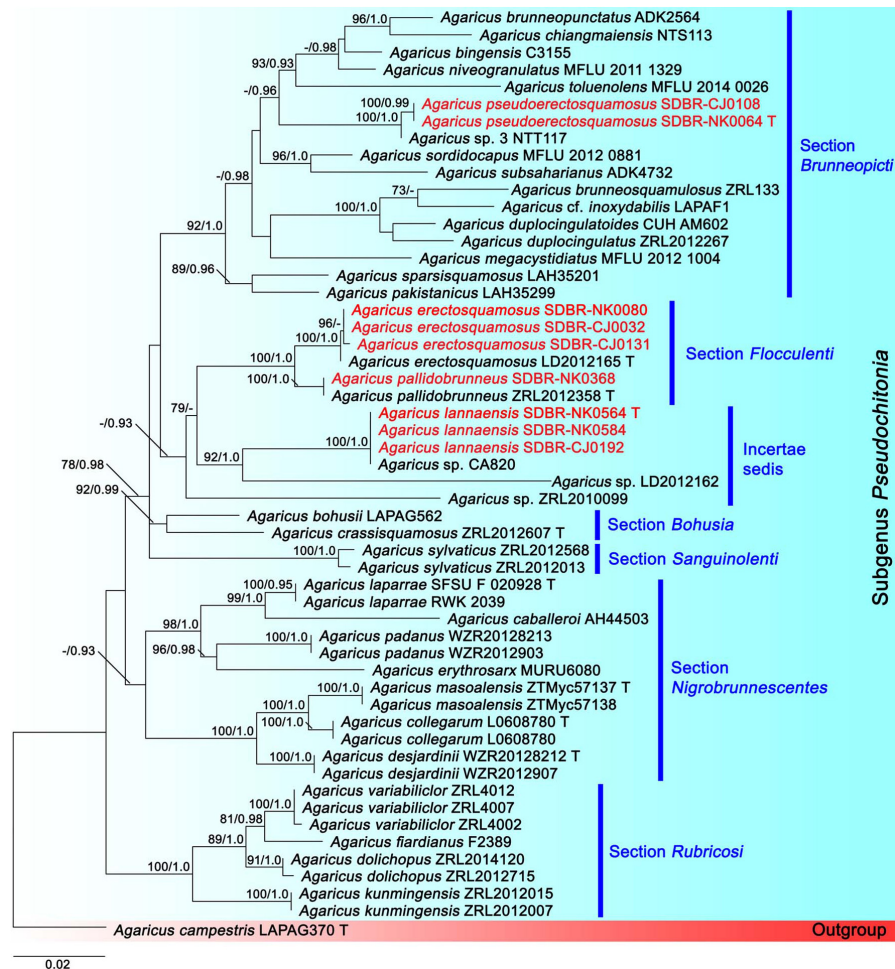 96/1.0
Agaricus brunneopunctatus ADK2564
-/0.98
Agaricus chiangmaiensis NTS113
93/0.93
Agaricus bingensis C3155
Agaricus niveogranulatus MFLU 2011 1329
-/0.96
Agaricus toluenolens MFLU 2014 0026
100/0.99
Agaricus pseudoerectosquamosus SDBR-CJ0108
100/1.0
Agaricus pseudoerectosquamosus SDBR-NK0064 T
Agaricus sp. 3 NTT117
Section
Brunneopicti
-/0.98
96/1.0
Agaricus sordidocapus MFLU 2012 0881
Agaricus subsaharianus ADK4732
73/-
Agaricus brunneosquamulosus ZRL133
100/1.0
Agaricus cf. inoxydabilis LAPAF1
92/1.0
Agaricus duplocingulatoides CUH AM602
Agaricus duplocingulatus ZRL2012267
Agaricus megacystidiatus MFLU 2012 1004
89/0.96
Agaricus sparsisquamosus LAH35201
Agaricus pakistanicus LAH35299
Agaricus erectosquamosus SDBR-NK0080
96/-
Agaricus erectosquamosus SDBR-CJ0032
100/1.0
Agaricus erectosquamosus SDBR-CJ0131
100/1.0
Agaricus erectosquamosus LD2012165 T
Section Flocculenti
100/1.0
Agaricus pallidobrunneus SDBR-NK0368
Agaricus pallidobrunneus ZRL2012358 T
79/-
Agaricus lannaensis SDBR-NK0564 T
-/0.93
Agaricus lannaensis SDBR-NK0584
100/1.0
Agaricus lannaensis SDBR-CJ0192
92/1.0
Agaricus sp. CA820
Incertae
sedis
78/0.98
Agaricus sp. LD2012162
92/0.99
Agaricus sp. ZRL2010099
Agaricus bohusii LAPAG562
Agaricus crassisquamosus ZRL2012607 T
Section Bohusia
100/1.0
Agaricus sylvaticus ZRL2012568
Agaricus sylvaticus ZRL2012013
Section Sanguinolenti
Subgenus Pseudochitonia
100/0.95
Agaricus laparrae SFSU F 020928 T
99/1.0
Agaricus laparrae RWK 2039
98/1.0
Agaricus caballeroi AH44503
100/1.0
Agaricus padanus WZR20128213
-/0.93
96/0.98
Agaricus padanus WZR2012903
Agaricus erythrosarx MURU6080
Section
Nigrobrunnescentes
100/1.0
Agaricus masoalensis ZTMyc57137 T
Agaricus masoalensis ZTMyc57138
100/1.0
Agaricus collegarum L0608780 T
100/1.0
Agaricus collegarum L0608780
100/1.0
Agaricus desjardinii WZR20128212 T
Agaricus desjardinii WZR2012907
Agaricus variabiliclor ZRL4012
100/1.0
Agaricus variabiliclor ZRL4007
81/0.98
Agaricus variabiliclor ZRL4002
89/1.0
Agaricus fiardianus F2389
Section Rubricosi
91/1.0
Agaricus dolichopus ZRL2014120
100/1.0
Agaricus dolichopus ZRL2012715
100/1.0
Agaricus kunmingensis ZRL2012015
Agaricus kunmingensis ZRL2012007
Agaricus campestris LAPAG370 T
Outgroup
0.02